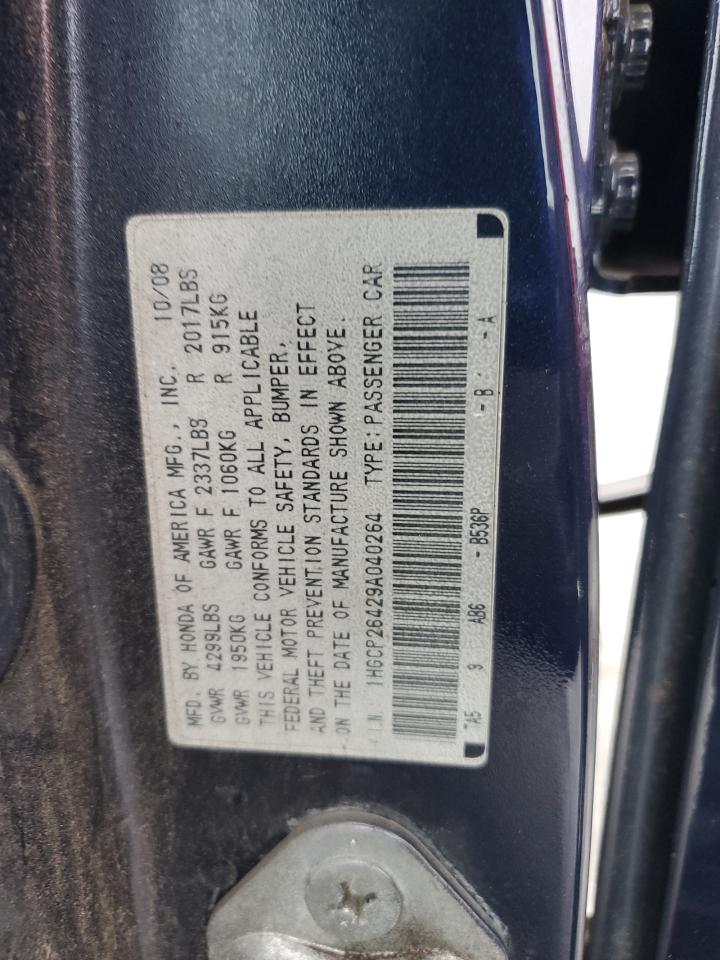 MFD. BY HONDA OF AMERICA MFG., INC. 10/08
GVWR 4299LBS GAWR F 2337LBS R 2017LBS
GVWR 1950KG GAWR F 1060KG R 915KG
THIS VEHICLE CONFORMS TO ALL APPLICABLE
FEDERAL MOTOR VEHICLE SAFETY, BUMPER,
AND THEFT PREVENTION STANDARDS IN EFFECT
ON THE DATE OF MANUFACTURE SHOWN ABOVE.
V.I.N. 1HGCP26429A040264 TYPE:PASSENGER CAR
TA5 9 AB6 -B536P -B -A